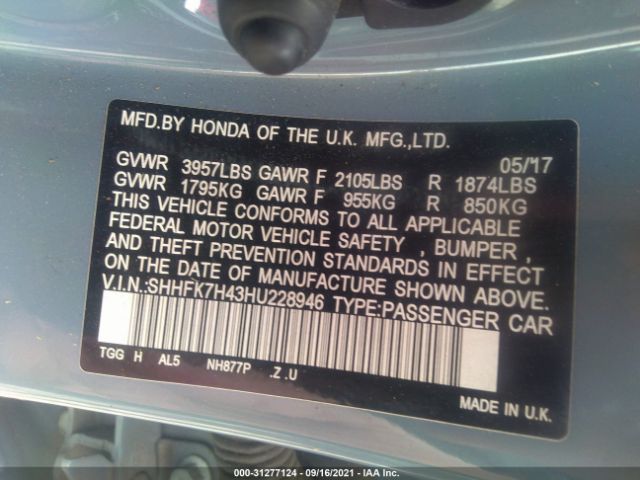 MFD.BY HONDA OF THE U.K. MFG.,LTD.
05/17
GVWR 3957LBS GAWR F 2105LBS R 1874LBS
GVWR 1795KG GAWR F 955KG R 850KG
THIS VEHICLE CONFORMS TO ALL APPLICABLE
FEDERAL MOTOR VEHICLE SAFETY , BUMPER ,
AND THEFT PREVENTION STANDARDS IN EFFECT
ON THE DATE OF MANUFACTURE SHOWN ABOVE.
V.I.N.:SHHFK7H43HU228946 TYPE:PASSENGER CAR
TGG H AL5 NH877P .Z .U
MADE IN U.K.
000-31277124 - 09/16/2021 - IAA Inc.